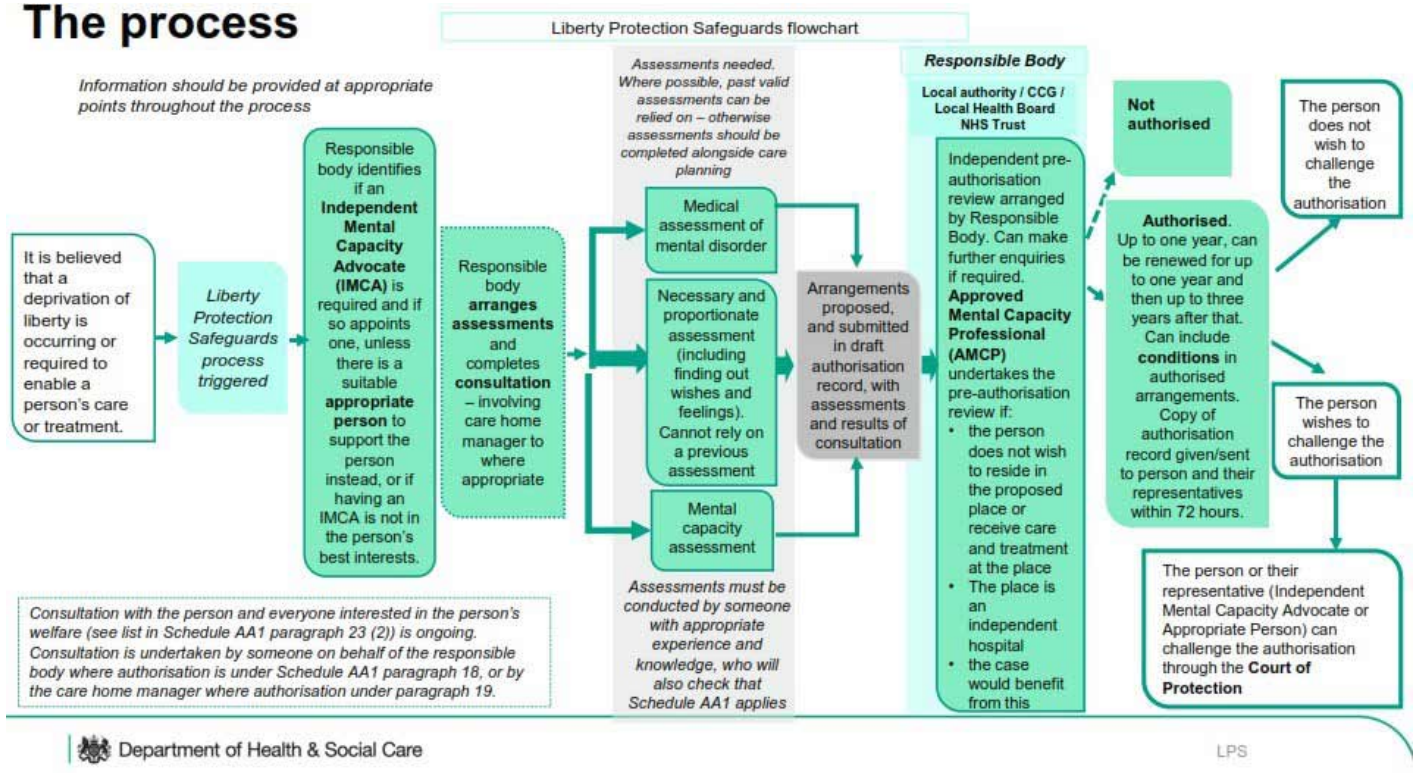 The process
Liberty Protection Safeguards flowchart
Information should be provided at appropriate
points throughout the process
It is believed
that a
deprivation of
liberty is
occurring or
required to
enable a
person's care
or treatment.
Liberty
Protection
Safeguards
process
triggered
Responsible
body identifies
if an
Independent
Mental
Capacity
Advocate
(IMCA) is
required and if
so appoints
one, unless
there is a
suitable
appropriate
person to
support the
person
instead, or if
having an
IMCA is not in
the person's
best interests.
Responsible
body
arranges
assessments
and
completes
consultation
– involving
care home
manager to
where
appropriate
Assessments needed.
Where possible, past valid
assessments can be
relied on – otherwise
assessments should be
completed alongside care
planning
Medical
assessment of
mental disorder
Necessary and
proportionate
assessment
(including
finding out
wishes and
feelings).
Cannot rely on
a previous
assessment
Mental
capacity
assessment
Assessments must be
conducted by someone
with appropriate
experience and
knowledge, who will
also check that
Schedule AA1 applies
Arrangements
proposed,
and submitted
in draft
authorisation
record, with
assessments
and results of
consultation
Responsible Body
Local authority / CCG /
Local Health Board
NHS Trust
Independent pre-
authorisation
review arranged
by Responsible
Body. Can make
further enquiries
if required.
Approved
Mental Capacity
Professional
(AMCP)
undertakes the
pre-authorisation
review if:
• the person
does not wish
to reside in
the proposed
place or
receive care
and treatment
at the place
• The place is
an
independent
hospital
• the case
would benefit
from this
Not
authorised
Authorised.
Up to one year, can
be renewed for up
to one year and
then up to three
years after that.
Can include
conditions in
authorised
arrangements.
Copy of
authorisation
record given/sent
to person and their
representatives
within 72 hours.
The person
does not
wish to
challenge
the
authorisation
The person
wishes to
challenge the
authorisation
The person or their
representative (Independent
Mental Capacity Advocate or
Appropriate Person) can
challenge the authorisation
through the Court of
Protection
Consultation with the person and everyone interested in the person's
welfare (see list in Schedule AA1 paragraph 23 (2)) is ongoing.
Consultation is undertaken by someone on behalf of the responsible
body where authorisation is under Schedule AA1 paragraph 18, or by
the care home manager where authorisation under paragraph 19.
Department of Health & Social Care
LPS